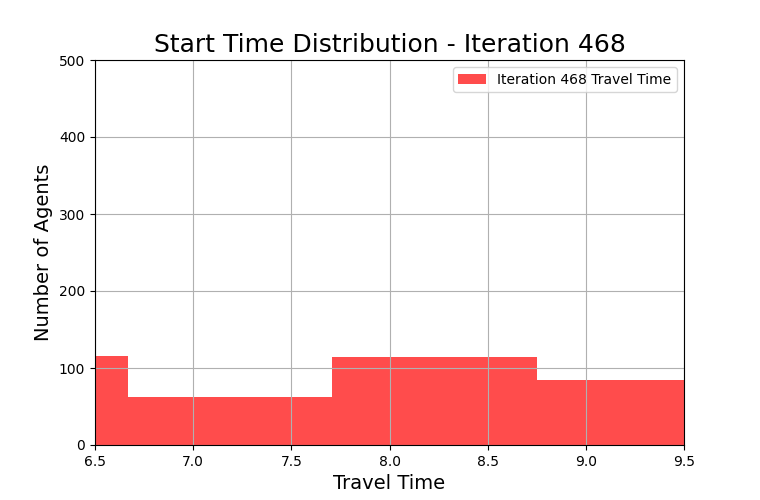 Start Time Distribution - Iteration 468
Iteration 468 Travel Time
Number of Agents
500
400
300
200
100
0
6.5 7.0 7.5 8.0 8.5 9.0 9.5
Travel Time